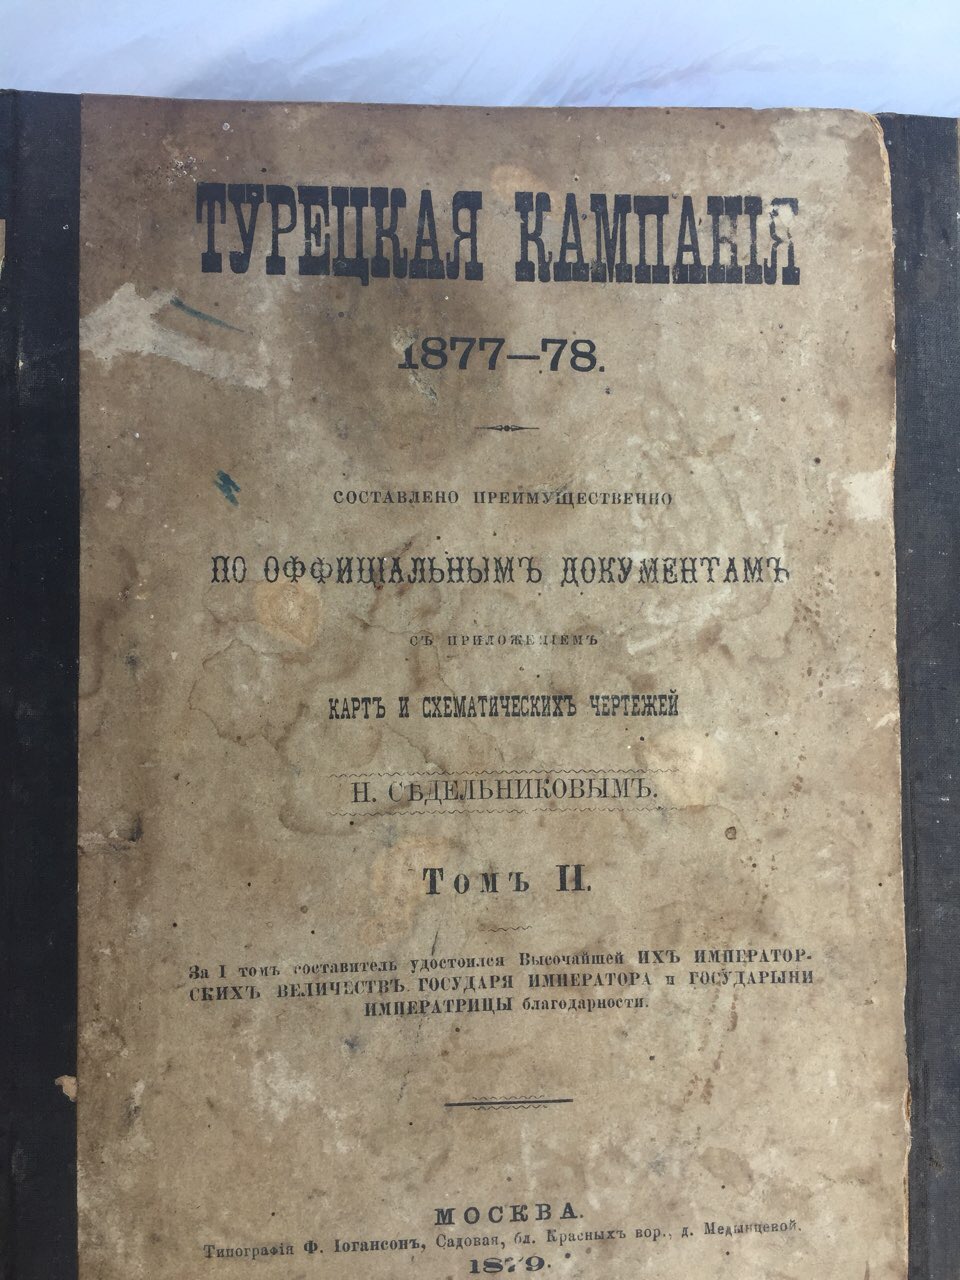 ТУРЕЦКАЯ КАМПАНІЯ
1877—78.
СОСТАВЛЕНО ПРЕИМУЩЕСТВЕННО
ПО ОФФИЦІАЛЬНЫМЪ ДОКУМЕНТАМЪ
СЪ ПРИЛОЖЕНІЕМЪ
КАРТЪ И СХЕМАТИЧЕСКИХЪ ЧЕРТЕЖЕЙ
Н. СѢДЕЛЬНИКОВЫМЪ.
Томъ II.
За I томъ составитель удостоился Высочайшей ИХЪ ИМПЕРАТОР-
СКИХЪ ВЕЛИЧЕСТВЪ ГОСУДАРЯ ИМПЕРАТОРА и ГОСУДАРЫНИ
ИМПЕРАТРИЦЫ благодарности.
МОСКВА.
Типографія Ф. Іогансонъ, Садовая, бл. Красныхъ вор., д. Медынцевой.
1879.